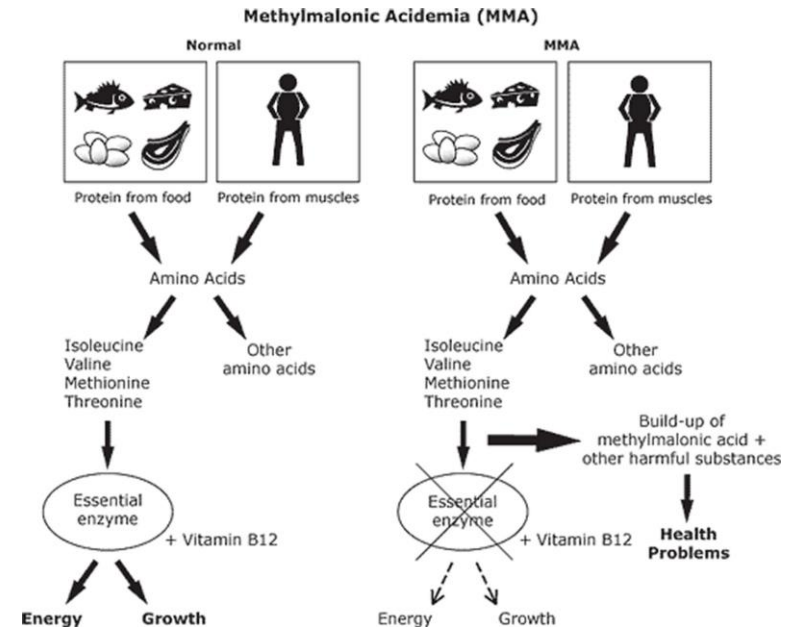 Methylmalonic Acidemia (MMA)
Normal
MMA
Protein from food
Protein from muscles
Protein from food
Protein from muscles
Amino Acids
Amino Acids
Isoleucine
Valine
Methionine
Threonine
Other
amino acids
Isoleucine
Valine
Methionine
Threonine
Other
amino acids
Build-up of
methylmalonic acid +
other harmful substances
Essential
enzyme
+ Vitamin B12
Essential
enzyme
+ Vitamin B12
Health
Problems
Energy
Growth
Energy
Growth